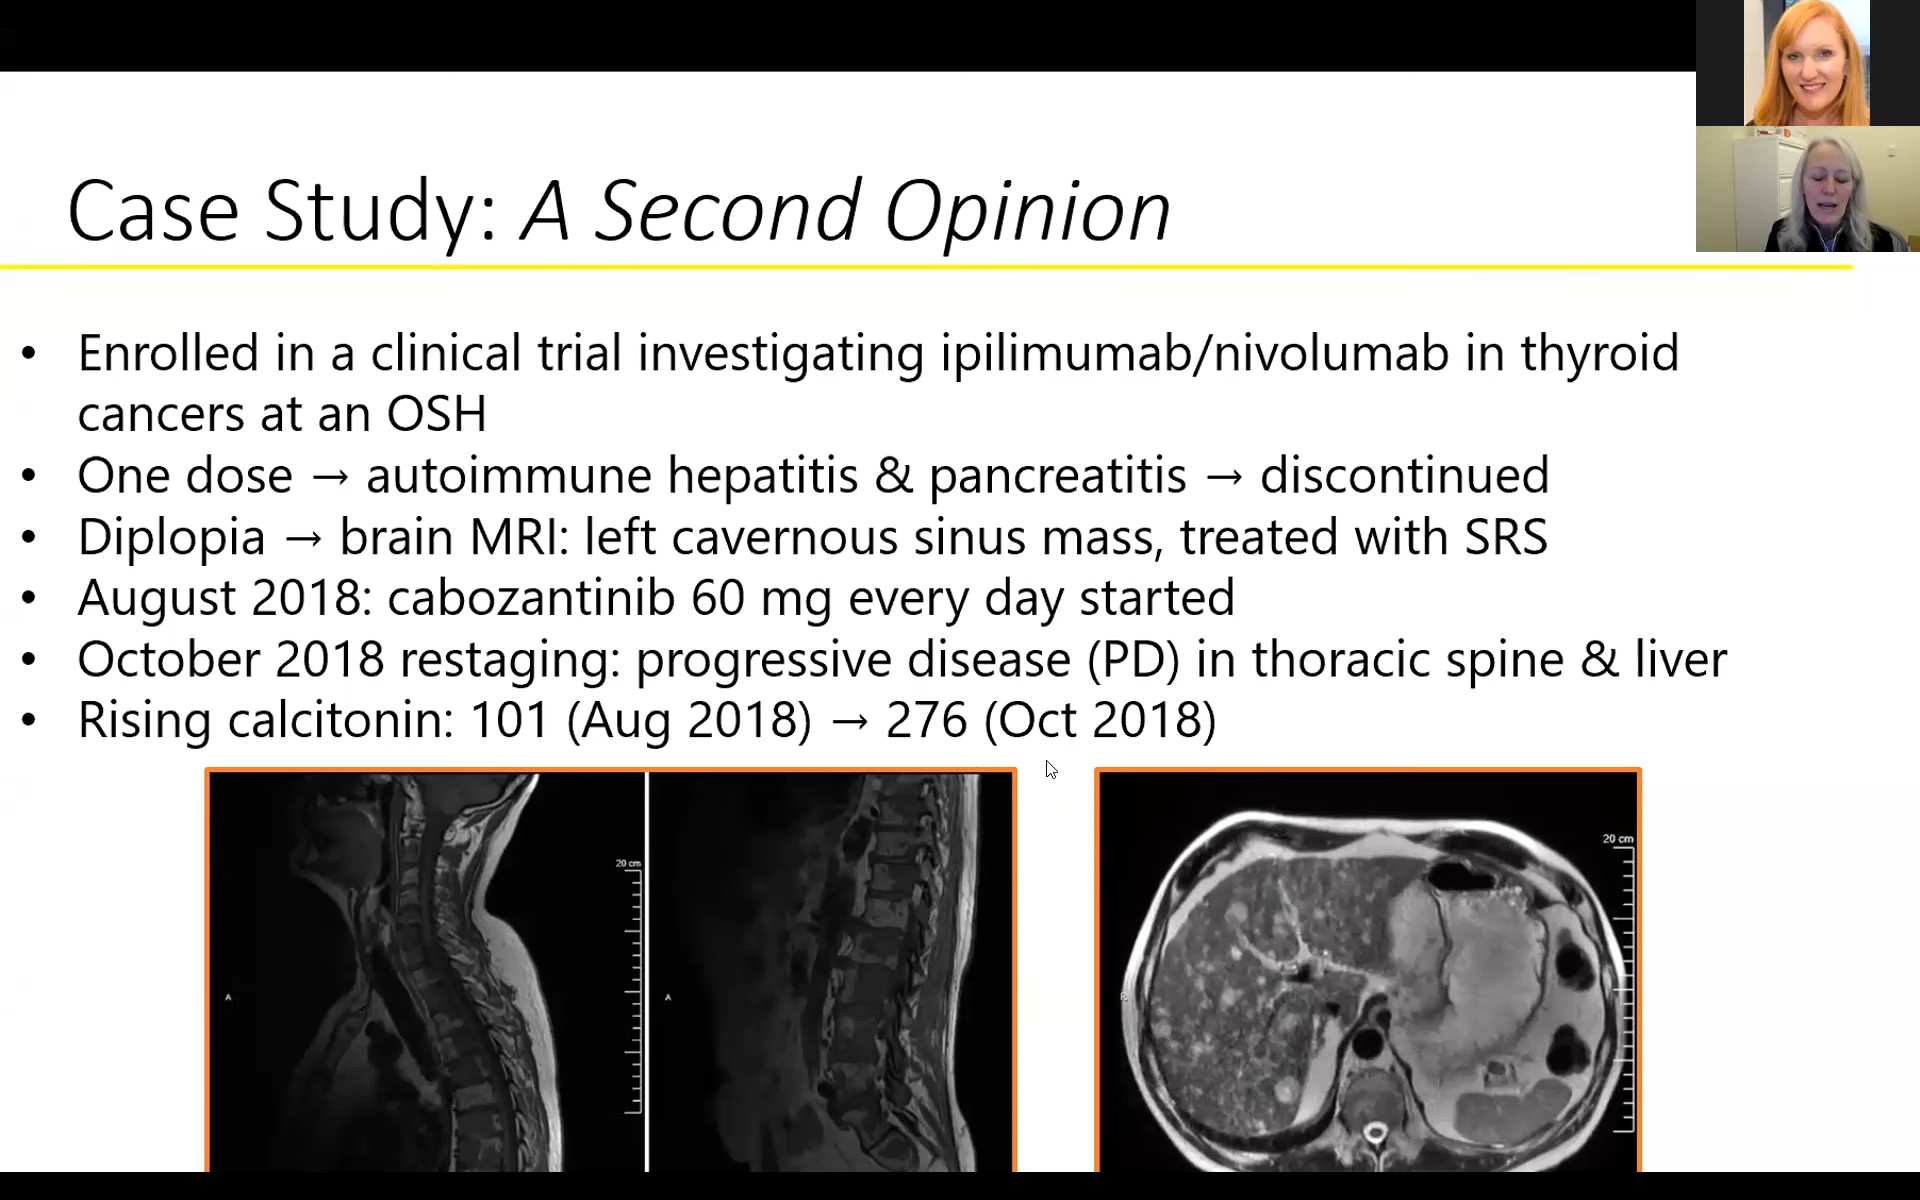 Case Study: A Second Opinion
• Enrolled in a clinical trial investigating ipilimumab/nivolumab in thyroid
cancers at an OSH
• One dose → autoimmune hepatitis & pancreatitis → discontinued
• Diplopia → brain MRI: left cavernous sinus mass, treated with SRS
• August 2018: cabozantinib 60 mg every day started
• October 2018 restaging: progressive disease (PD) in thoracic spine & liver
• Rising calcitonin: 101 (Aug 2018) → 276 (Oct 2018)
20 cm
A
A
20 cm
R